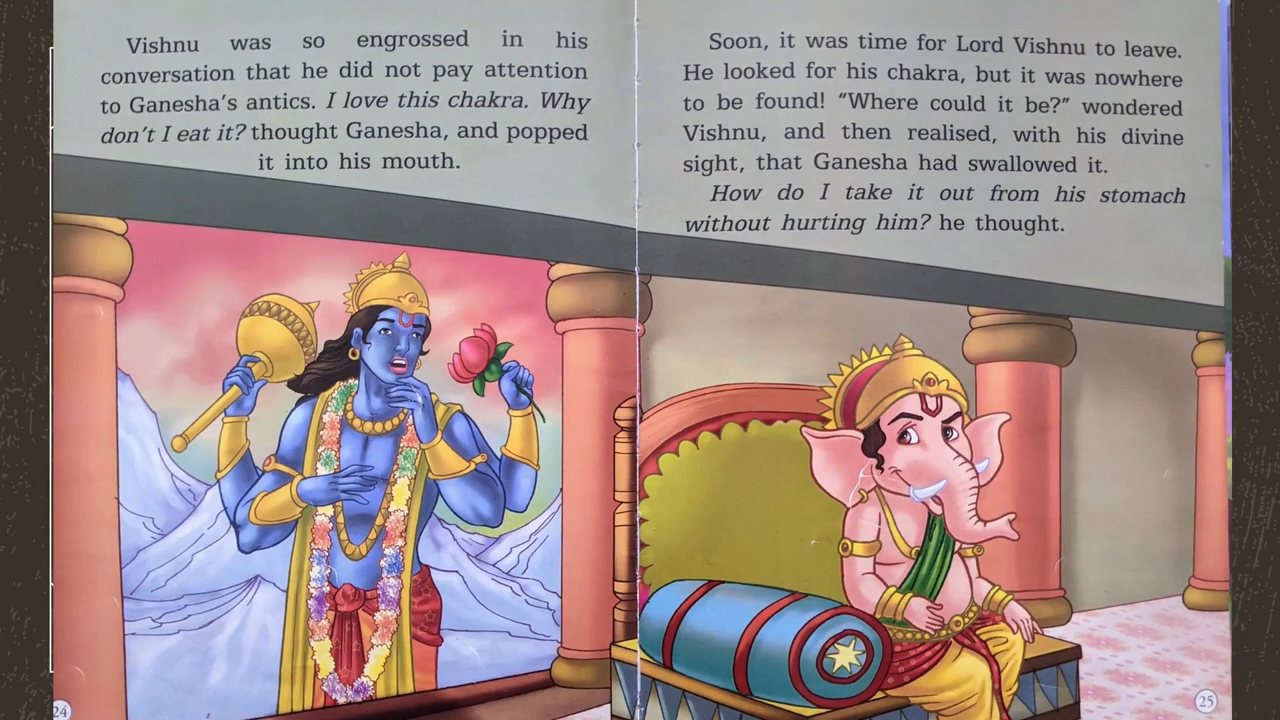 Vishnu was so engrossed in his
conversation that he did not pay attention
to Ganesha's antics. I love this chakra. Why
don't I eat it? thought Ganesha, and popped
it into his mouth.
24
Soon, it was time for Lord Vishnu to leave.
He looked for his chakra, but it was nowhere
to be found! “Where could it be?” wondered
Vishnu, and then realised, with his divine
sight, that Ganesha had swallowed it.
How do I take it out from his stomach
without hurting him? he thought.
25